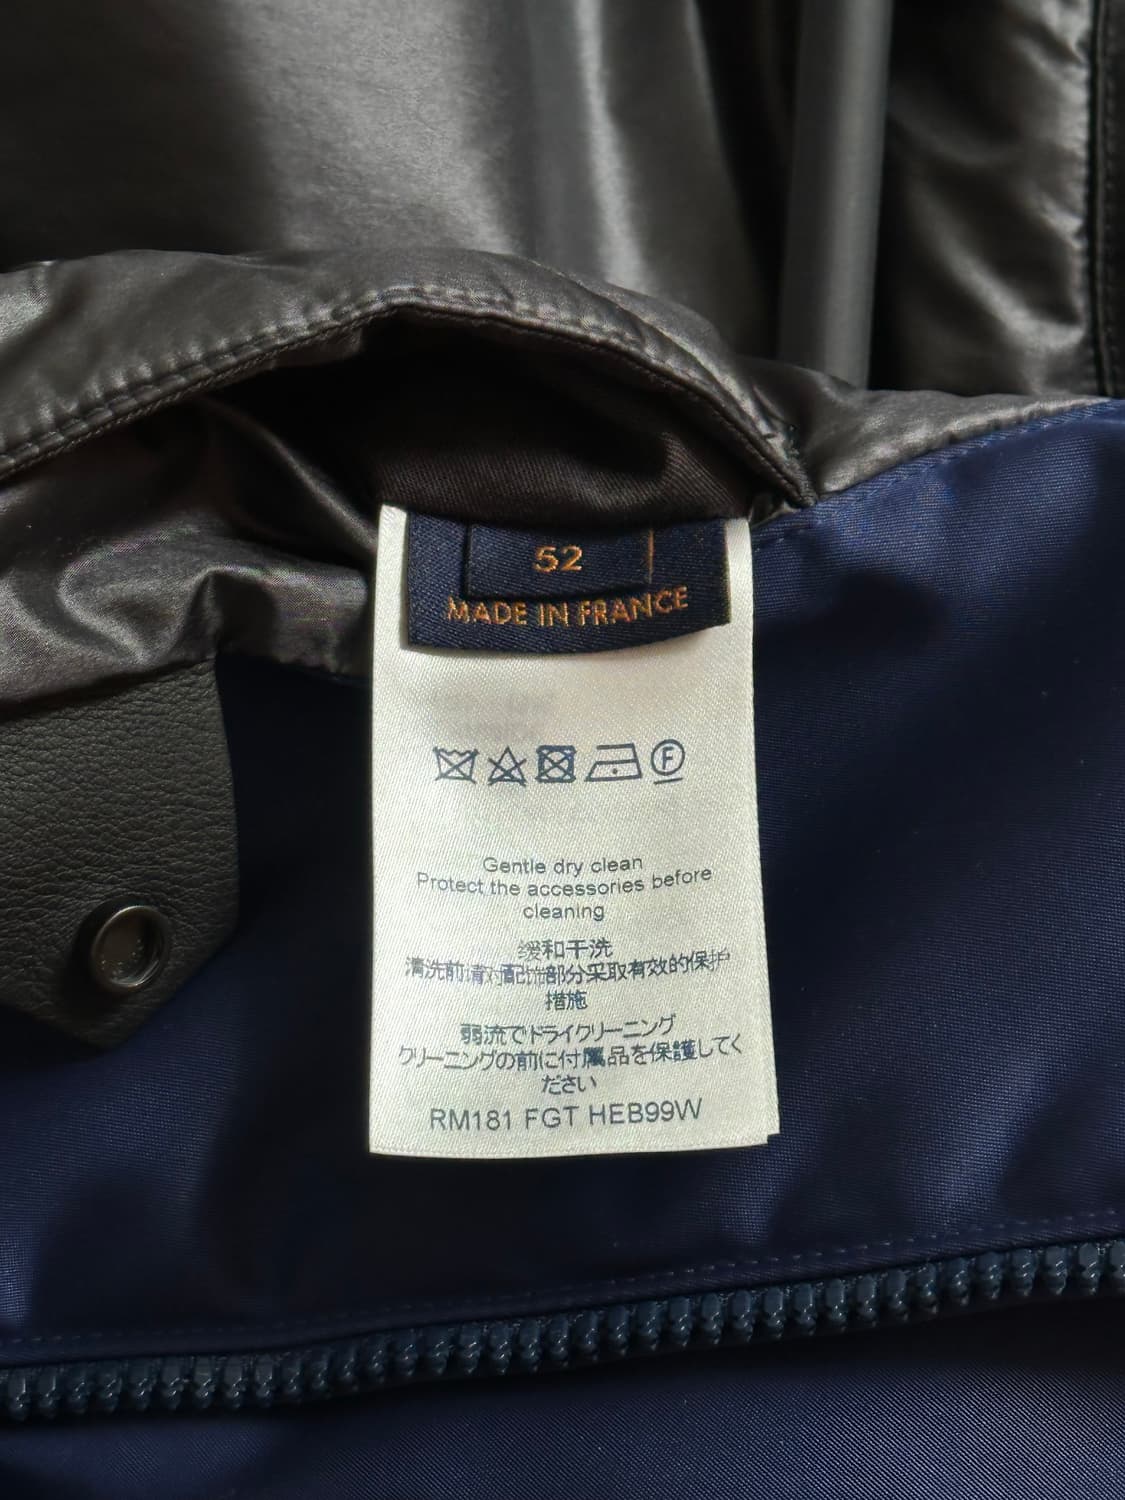 52
MADE IN FRANCE
F
Gentle dry clean
Protect the accessories before
cleaning
缓和干洗
清洗前请对配饰部分采取有效的保护
措施
弱流でドライクリーニング
クリーニングの前に付属品を保護してく
ださい
RM181 FGT HEB99W